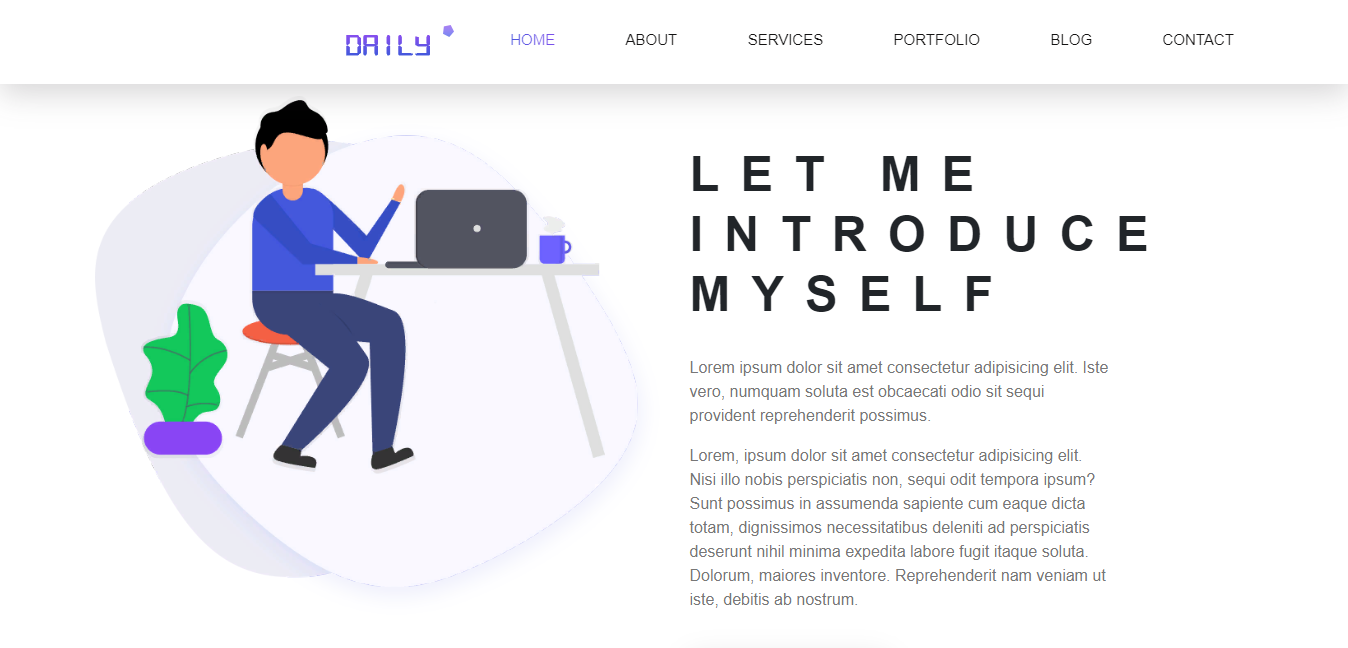 DAILY
HOME ABOUT SERVICES PORTFOLIO BLOG CONTACT
LET ME
INTRODUCE
MYSELF
Lorem ipsum dolor sit amet consectetur adipisicing elit. Iste
vero, numquam soluta est obcaecati odio sit sequi
provident reprehenderit possimus.
Lorem, ipsum dolor sit amet consectetur adipisicing elit.
Nisi illo nobis perspiciatis non, sequi odit tempora ipsum?
Sunt possimus in assumenda sapiente cum eaque dicta
totam, dignissimos necessitatibus deleniti ad perspiciatis
deserunt nihil minima expedita labore fugit itaque soluta.
Dolorum, maiores inventore. Reprehenderit nam veniam ut
iste, debitis ab nostrum.